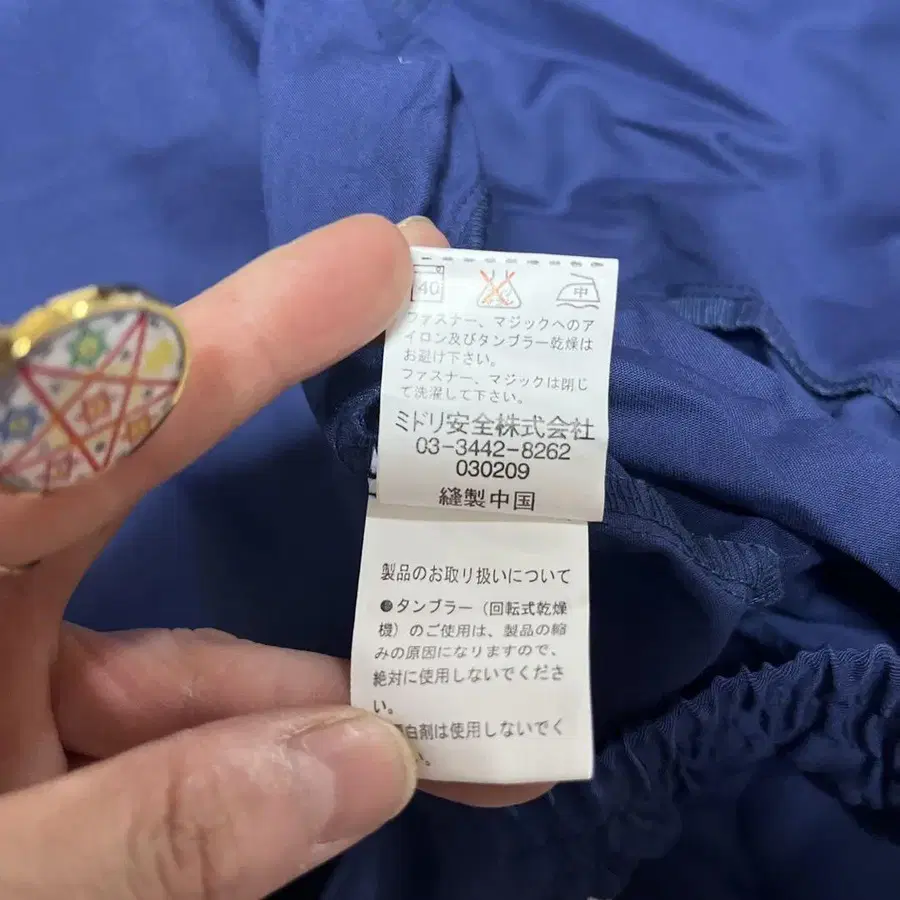 40
中
ファスナー、マジックへのア
イロン及びタンブラー乾燥は
お避け下さい。
ファスナー、マジックは閉じ
て洗濯して下さい。
ミドリ安全株式会社
03-3442-8262
030209
縫製中国
製品のお取り扱いについて
●タンブラー(回転式乾燥
機)のご使用は、製品の縮
みの原因になりますので、
絶対に使用しないでくださ
い。
白剤は使用しないでく
い。